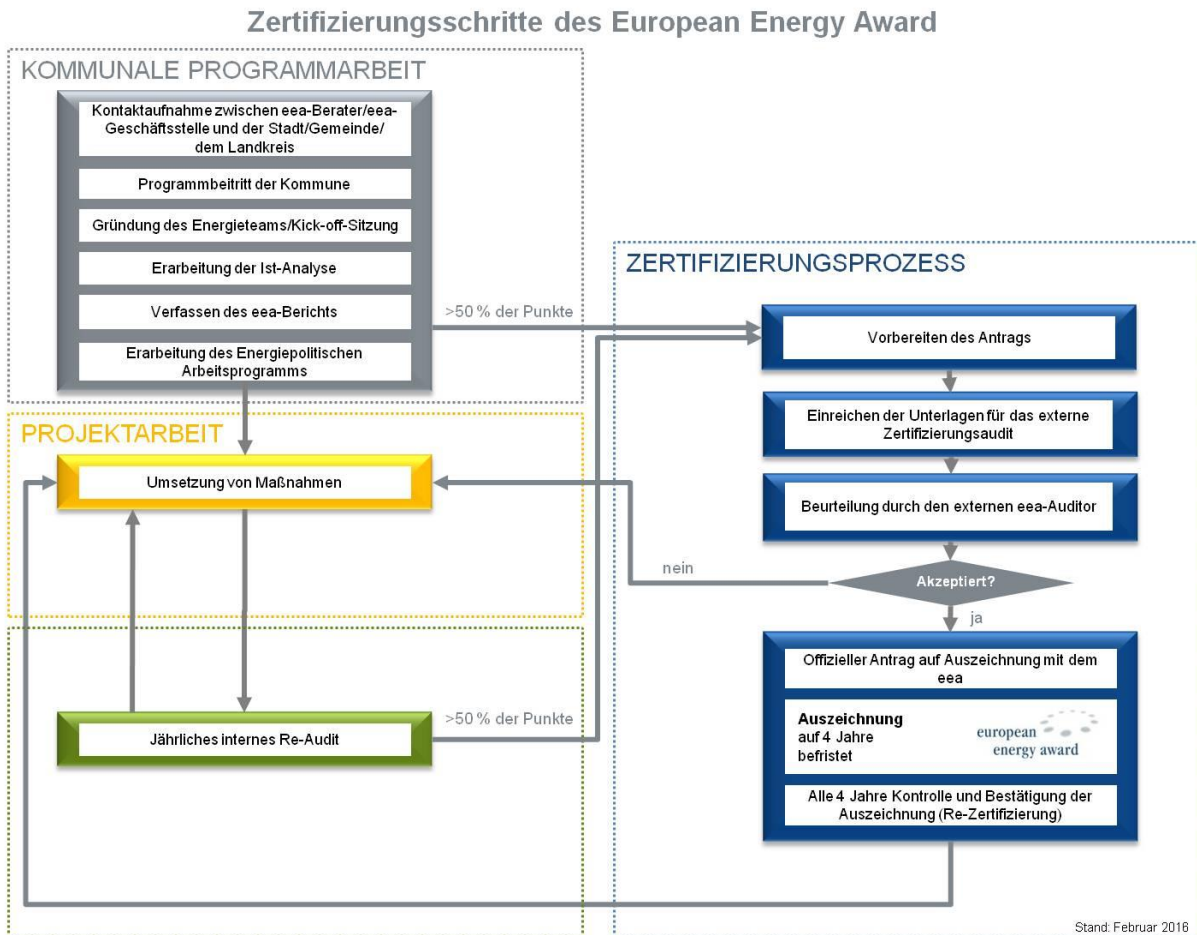 Zertifizierungsschritte des European Energy Award
KOMMUNALE PROGRAMMARBEIT
Kontaktaufnahme zwischen eea-Berater/eea-
Geschäftsstelle und der Stadt/Gemeinde/
dem Landkreis
Programmbeitritt der Kommune
Gründung des Energieteams/Kick-off-Sitzung
Erarbeitung der Ist-Analyse
Verfassen des eea-Berichts
Erarbeitung des Energiepolitischen
Arbeitsprogramms
>50 % der Punkte
PROJEKTARBEIT
Umsetzung von Maßnahmen
Jährliches internes Re-Audit
>50 % der Punkte
ZERTIFIZIERUNGSPROZESS
Vorbereiten des Antrags
Einreichen der Unterlagen für das externe
Zertifizierungsaudit
Beurteilung durch den externen eea-Auditor
Akzeptiert?
nein
ja
Offizieller Antrag auf Auszeichnung mit dem
eea
Auszeichnung
auf 4 Jahre
befristet
european
energy award
Alle 4 Jahre Kontrolle und Bestätigung der
Auszeichnung (Re-Zertifizierung)
Stand: Februar 2016